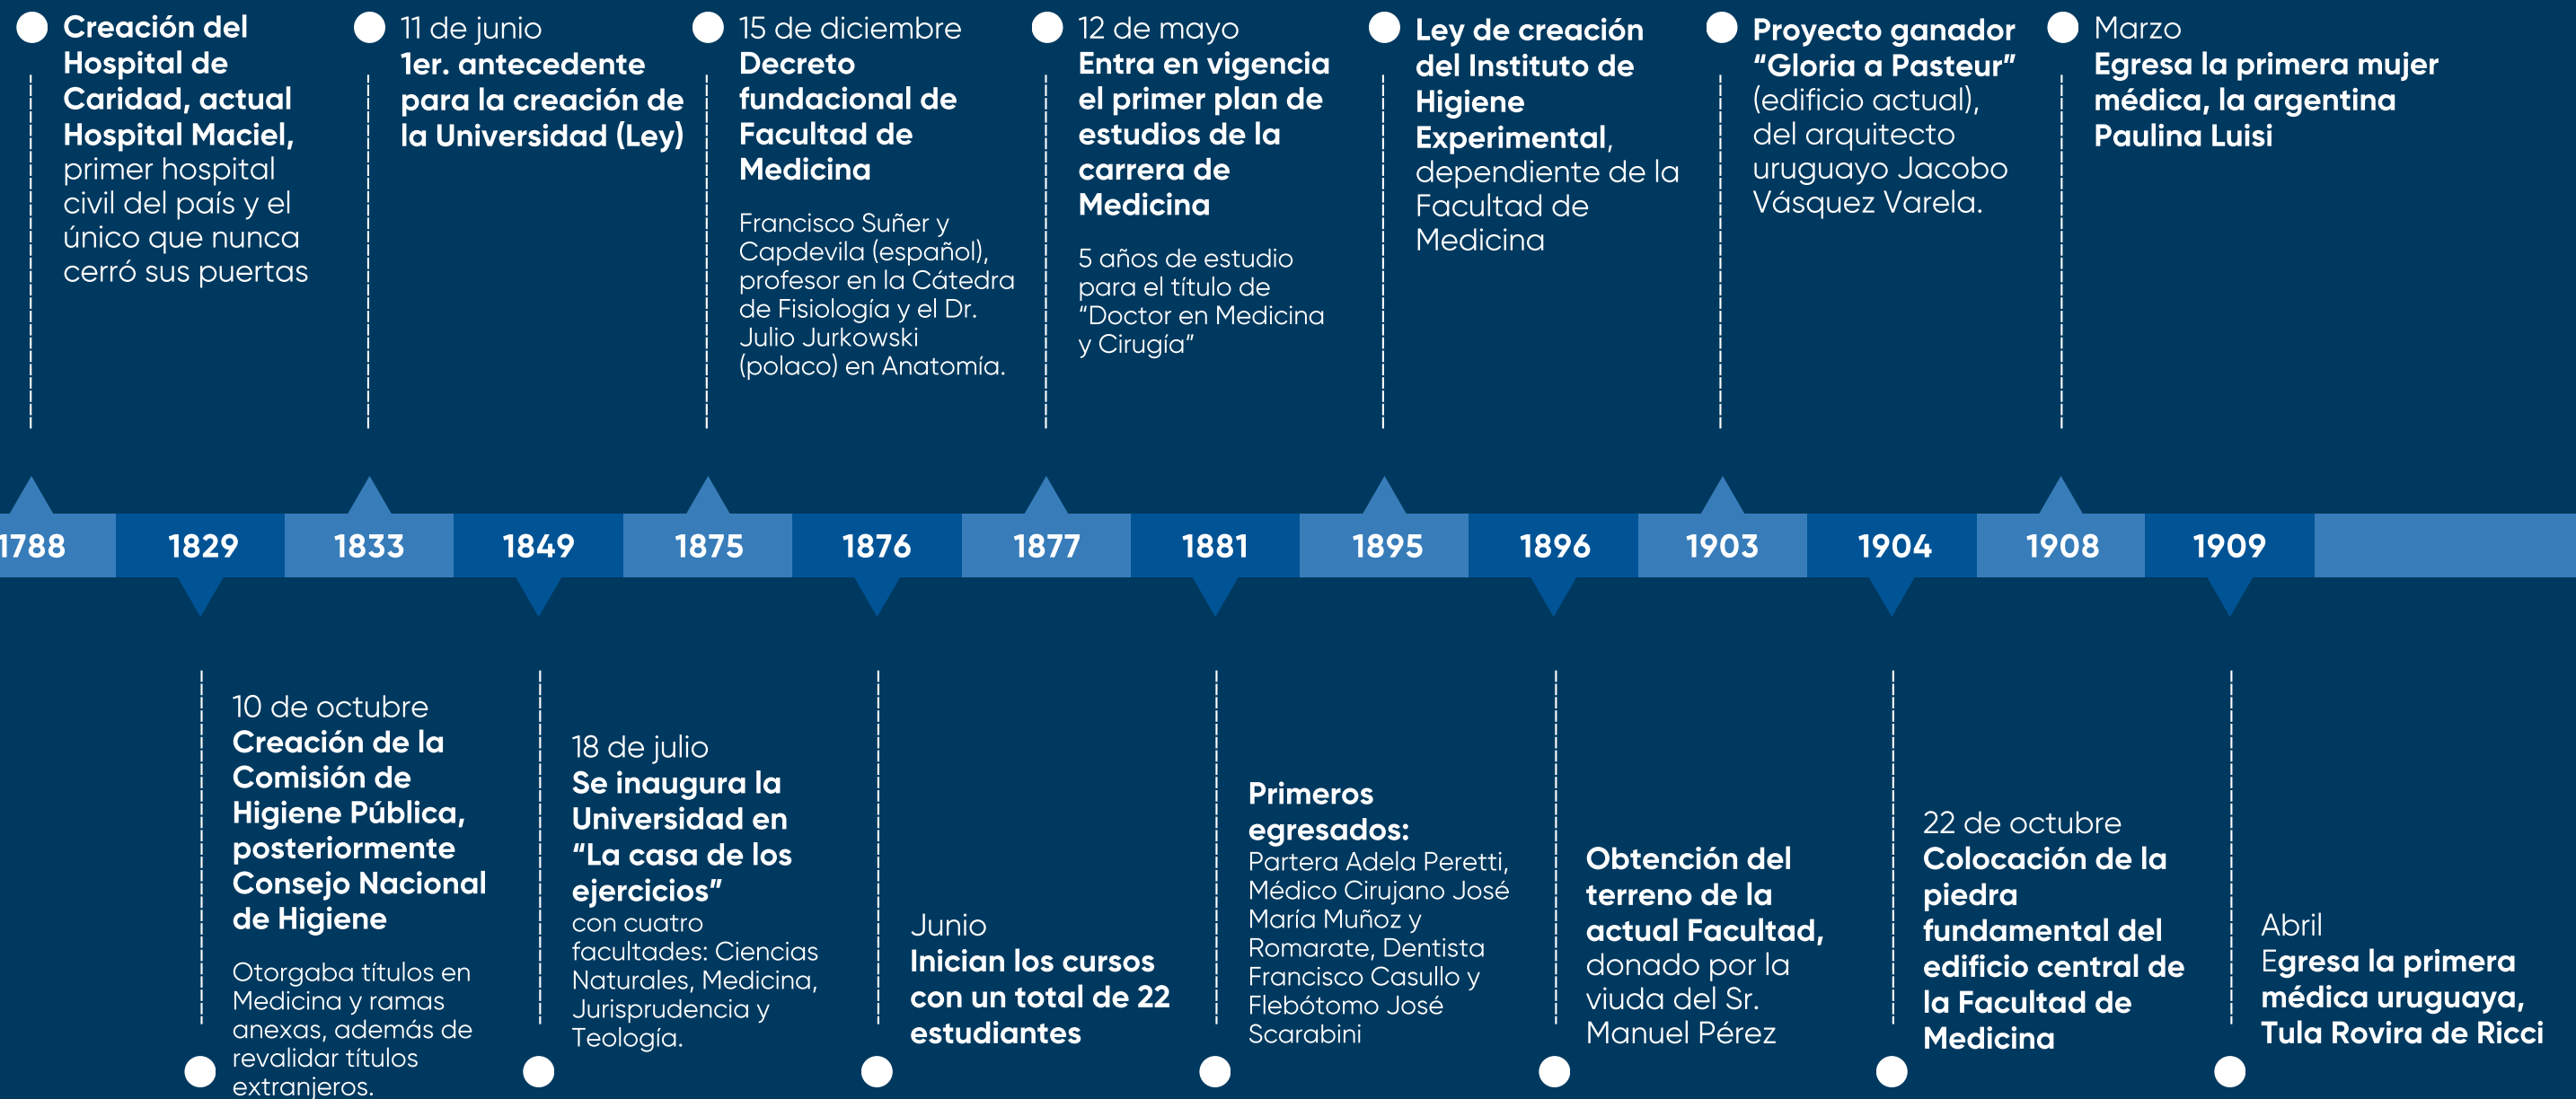 Creación del
Hospital de
Caridad, actual
Hospital Maciel,
primer hospital
civil del país y el
único que nunca
cerró sus puertas
11 de junio
1er. antecedente
para la creación de
la Universidad (Ley)
15 de diciembre
Decreto
fundacional de
Facultad de
Medicina
Francisco Suñer y
Capdevila (español),
profesor en la Cátedra
de Fisiología y el Dr.
Julio Jurkowski
(polaco) en Anatomía.
12 de mayo
Entra en vigencia
el primer plan de
estudios de la
carrera de
Medicina
5 años de estudio
para el título de
“Doctor en Medicina
y Cirugía”
Ley de creación
del Instituto de
Higiene
Experimental,
dependiente de la
Facultad de
Medicina
Proyecto ganador
“Gloria a Pasteur”
(edificio actual),
del arquitecto
uruguayo Jacobo
Vásquez Varela.
Marzo
Egresa la primera mujer
médica, la argentina
Paulina Luisi
1788 1829 1833 1849 1875 1876 1877 1881 1895 1896 1903 1904 1908 1909
10 de octubre
Creación de la
Comisión de
Higiene Pública,
posteriormente
Consejo Nacional
de Higiene
Otorgaba títulos en
Medicina y ramas
anexas, además de
revalidar títulos
extranjeros.
18 de julio
Se inaugura la
Universidad en
“La casa de los
ejercicios”
con cuatro
facultades: Ciencias
Naturales, Medicina,
Jurisprudencia y
Teología.
Junio
Inician los cursos
con un total de 22
estudiantes
Primeros
egresados:
Partera Adela Peretti,
Médico Cirujano José
María Muñoz y
Romarate, Dentista
Francisco Casullo y
Flebótomo José
Scarabini
Obtención del
terreno de la
actual Facultad,
donado por la
viuda del Sr.
Manuel Pérez
22 de octubre
Colocación de la
piedra
fundamental del
edificio central de
la Facultad de
Medicina
Abril
Egresa la primera
médica uruguaya,
Tula Rovira de Ricci